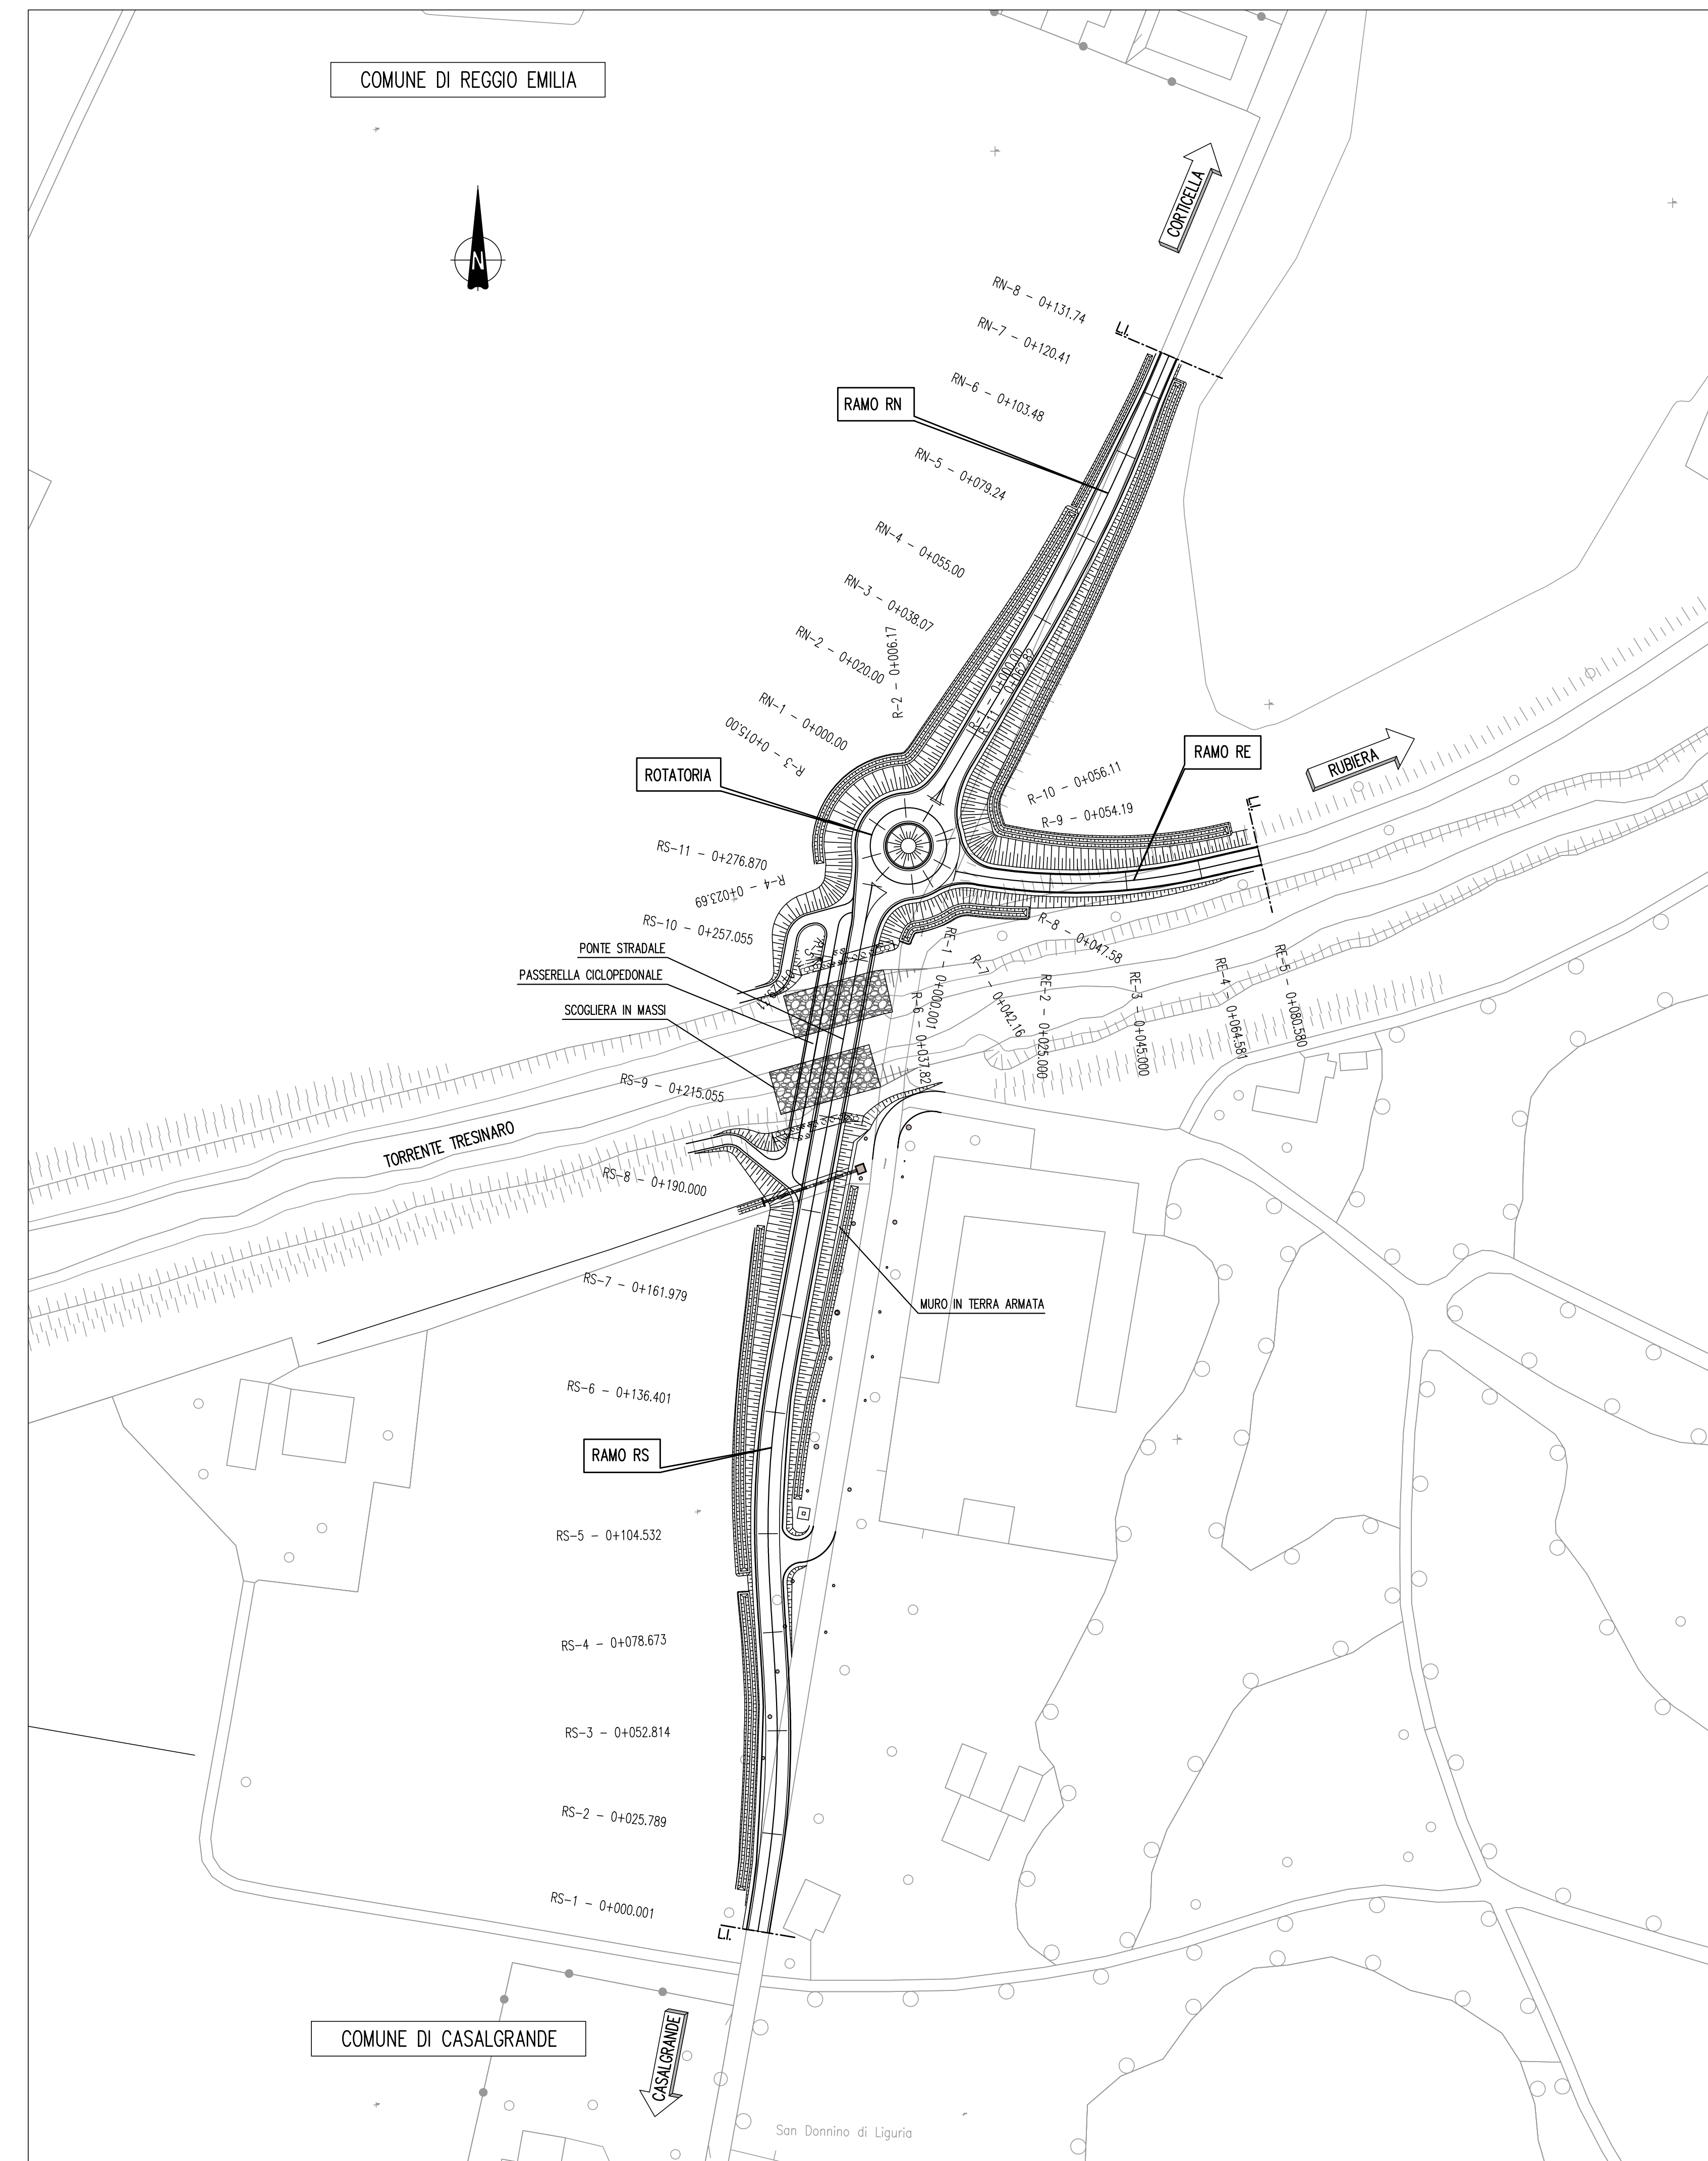 COMUNE DI REGGIO EMILIA
N
CORTICELLA
RN-8 - 0+131.74
L.I.
RN-7 - 0+120.41
RN-6 - 0+103.48
RAMO RN
RN-5 - 0+079.24
RN-4 - 0+055.00
RN-3 - 0+038.07
RN-2 - 0+020.00
R-2 - 0+006.17
R-1 - 0+000.00
R-11 - 0+062.82
RN-1 - 0+000.00
R-3 - 0+015.00
ROTATORIA
RAMO RE
RUBIERA
R-10 - 0+056.11
R-9 - 0+054.19
L.I.
RS-11 - 0+276.870
R-4 - 0+023.69
RS-10 - 0+257.055
PONTE STRADALE
PASSERELLA CICLOPEDONALE
SCOGLIERA IN MASSI
R-8 - 0+047.58
RE-1 - 0+000.001
R-7 - 0+042.16
R-6 - 0+037.82
RE-2 - 0+025.000
RE-3 - 0+045.000
RE-4 - 0+064.581
RE-5 - 0+080.580
RS-9 - 0+215.055
TORRENTE TRESINARO
RS-8 - 0+190.000
RS-7 - 0+161.979
MURO IN TERRA ARMATA
RS-6 - 0+136.401
RAMO RS
RS-5 - 0+104.532
RS-4 - 0+078.673
RS-3 - 0+052.814
RS-2 - 0+025.789
RS-1 - 0+000.001
L.I.
COMUNE DI CASALGRANDE
CASALGRANDE
San Donnino di Liguria